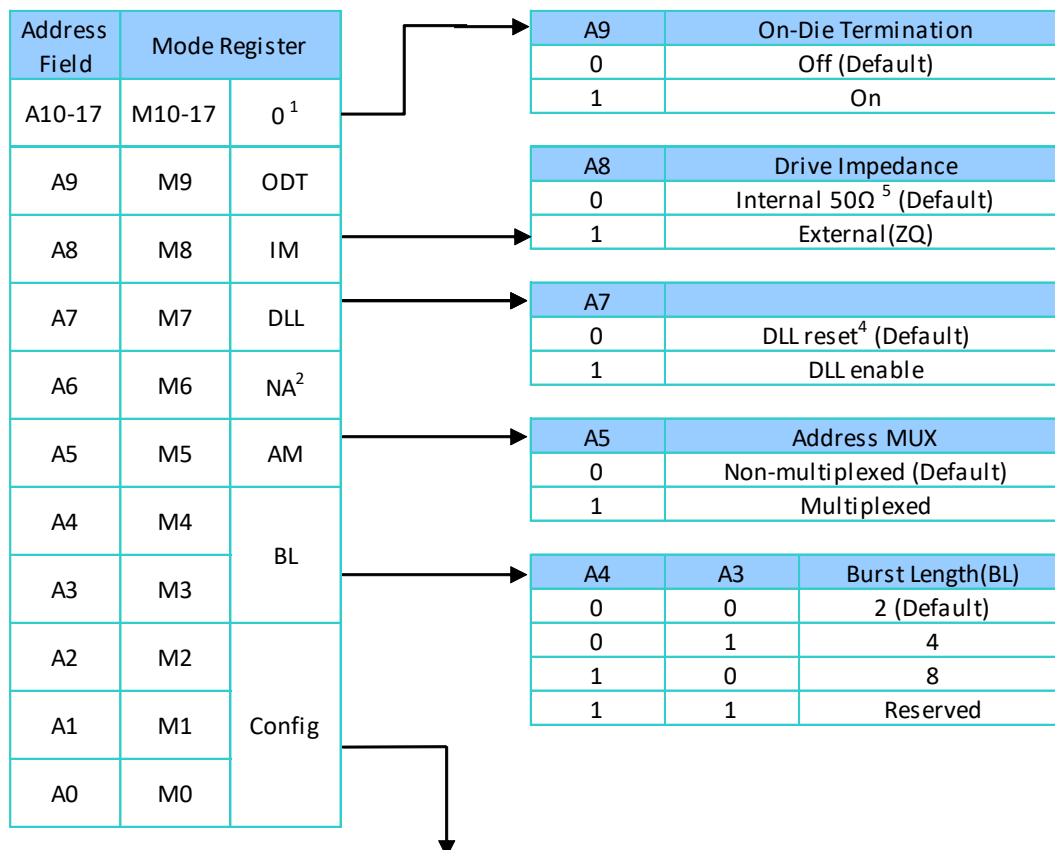 Address Field Mode Register
A10-17 M10-17 0¹
A9 M9 ODT
A8 M8 IM
A7 M7 DLL
A6 M6 NA²
A5 M5 AM
A4 M4 BL
A3 M3
A2 M2 Config
A1 M1
A0 M0
A9 On-Die Termination
0 Off (Default)
1 On
A8 Drive Impedance
0 Internal 50Ω ⁵ (Default)
1 External(ZQ)
A7
0 DLL reset⁴ (Default)
1 DLL enable
A5 Address MUX
0 Non-multiplexed (Default)
1 Multiplexed
A4 A3 Burst Length(BL)
0 0 2 (Default)
0 1 4
1 0 8
1 1 Reserved